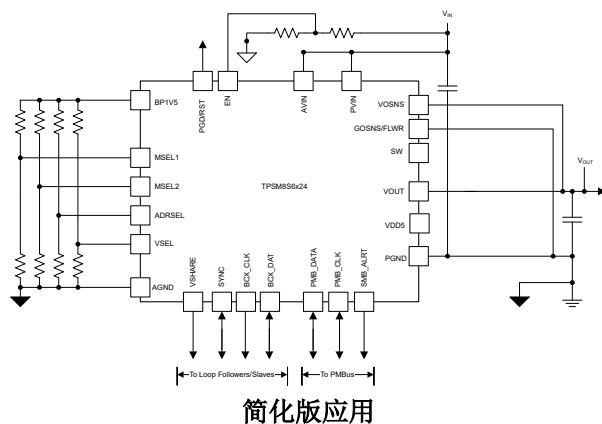 VIN
PGD/RST
EN
AVIN
PVIN
BP1V5
MSEL1
MSEL2
ADRSEL
VSEL
AGND
TPSM8S6x24
VOSNS
GOSNS/FLWR
SW
VOUT
VDD5
PGND
VOUT
VSHARE
SYNC
BCX_CLK
BCX_DAT
PMB_DATA
PMB_CLK
SMB_ALRT
To Loop Followers/Slaves
To PMBus
简化版应用